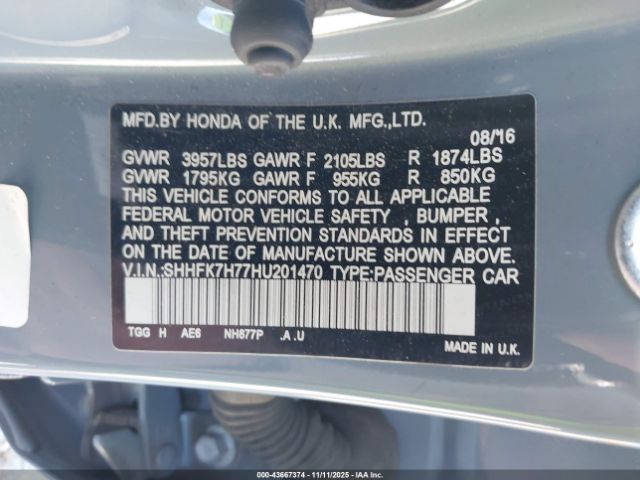 MFD.BY HONDA OF THE U.K. MFG.,LTD.
08/16
GVWR 3957LBS GAWR F 2105LBS R 1874LBS
GVWR 1795KG GAWR F 955KG R 850KG
THIS VEHICLE CONFORMS TO ALL APPLICABLE
FEDERAL MOTOR VEHICLE SAFETY , BUMPER ,
AND THEFT PREVENTION STANDARDS IN EFFECT
ON THE DATE OF MANUFACTURE SHOWN ABOVE.
V.I.N.:SHHFK7H77HU201470 TYPE:PASSENGER CAR
TGG H AE6 NH877P .A .U
MADE IN U.K.
000-43667374 | 11/11/2025 - IAA Inc.